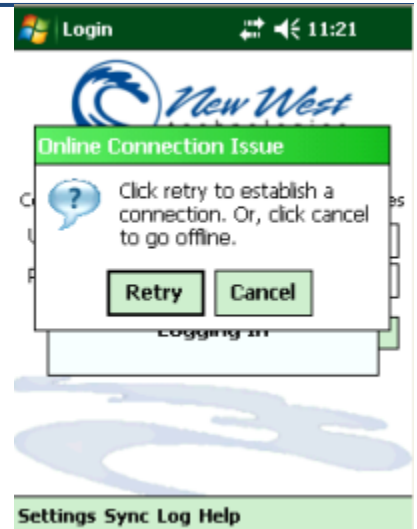 Login 11:21
New West
Online Connection Issue
Click retry to establish a
connection. Or, click cancel
to go offline.
Retry Cancel
Logging In
Settings Sync Log Help